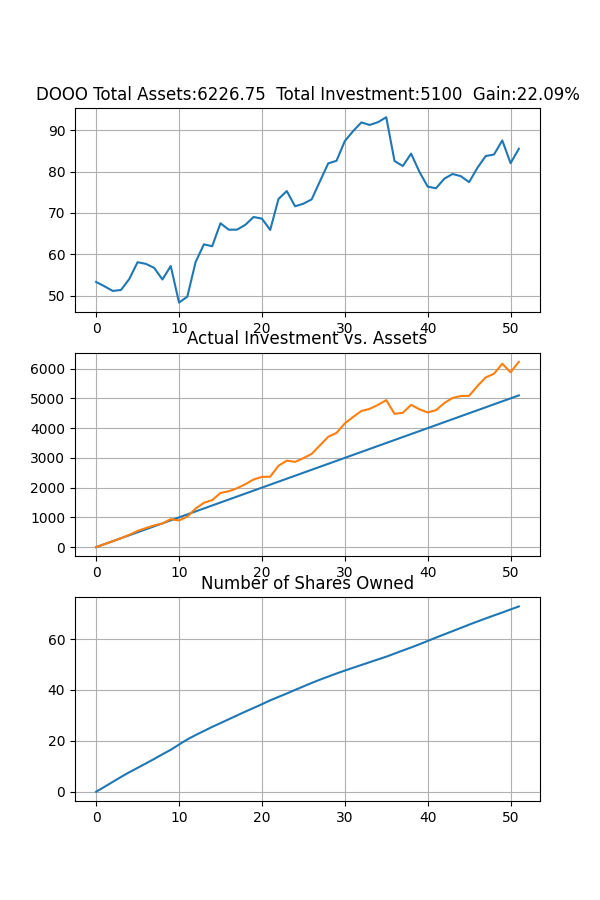 DOOO Total Assets:6226.75  Total Investment:5100  Gain:22.09%
90
80
70
60
50
0 10 20 30 40 50
Actual Investment vs. Assets
6000
5000
4000
3000
2000
1000
0
0 10 20 30 40 50
Number of Shares Owned
60
40
20
0
0 10 20 30 40 50